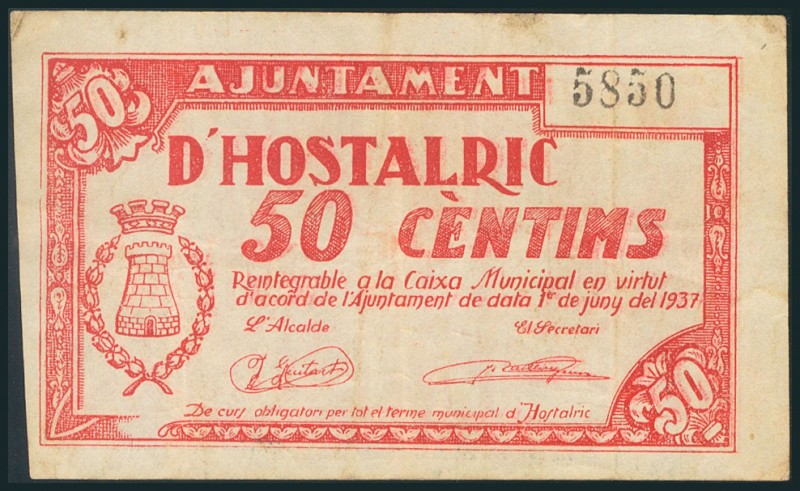 50
AJUNTAMENT
5850
D'HOSTALRIC
50 CÈNTIMS
Reintegrable a la Caixa Municipal en virtut
d'acord de l'Ajuntament de data 1er de juny del 1937
L'Alcalde
El Secretari
De curs obligatori per tot el terme municipal d'Hostalric
50